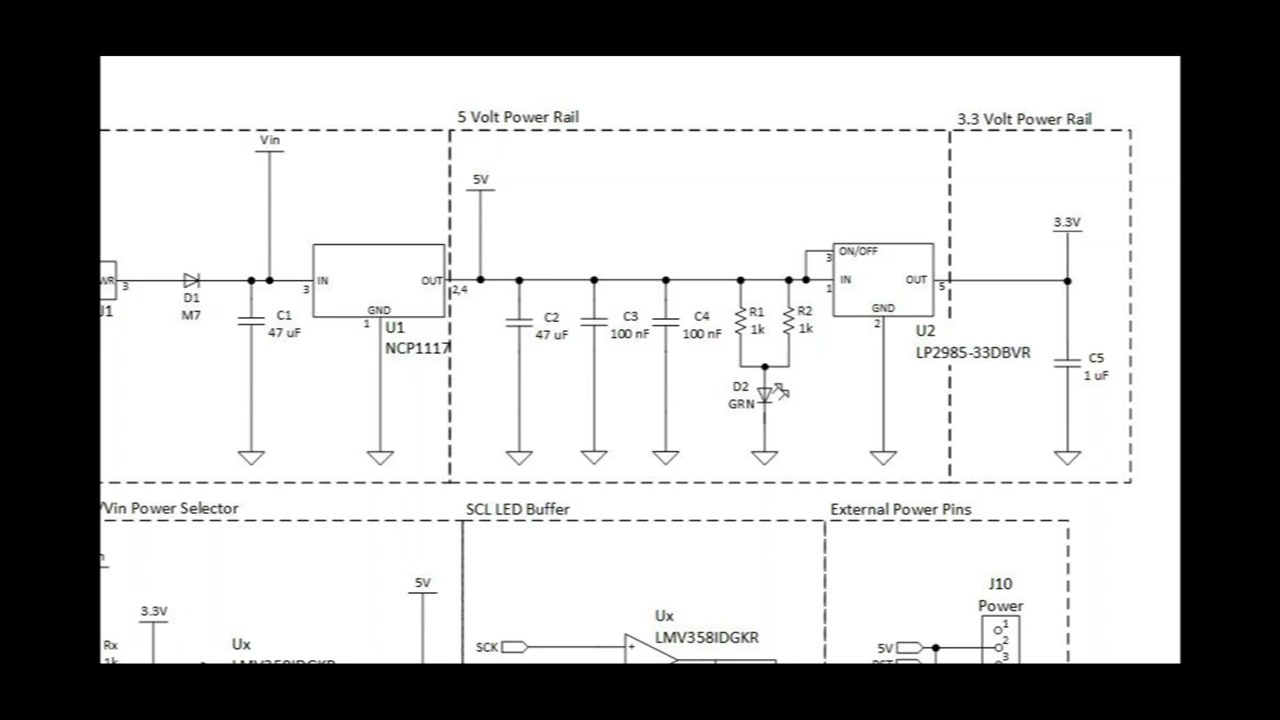 5 Volt Power Rail
3.3 Volt Power Rail
Vin
5V
3.3V
3
D1
M7
J1
C1
47 uF
IN
3
OUT
2,4
GND
1
U1
NCP1117
C2
47 uF
C3
100 nF
C4
100 nF
R1
1k
R2
1k
D2
GRN
ON/OFF
3
IN
1
OUT
5
GND
2
U2
LP2985-33DBVR
C5
1 uF
/Vin Power Selector
SCL LED Buffer
External Power Pins
3.3V
5V
Rx
1k
Ux
Ux
LMV358IDGKR
SCK
+
J10
Power
1
2
3
5V